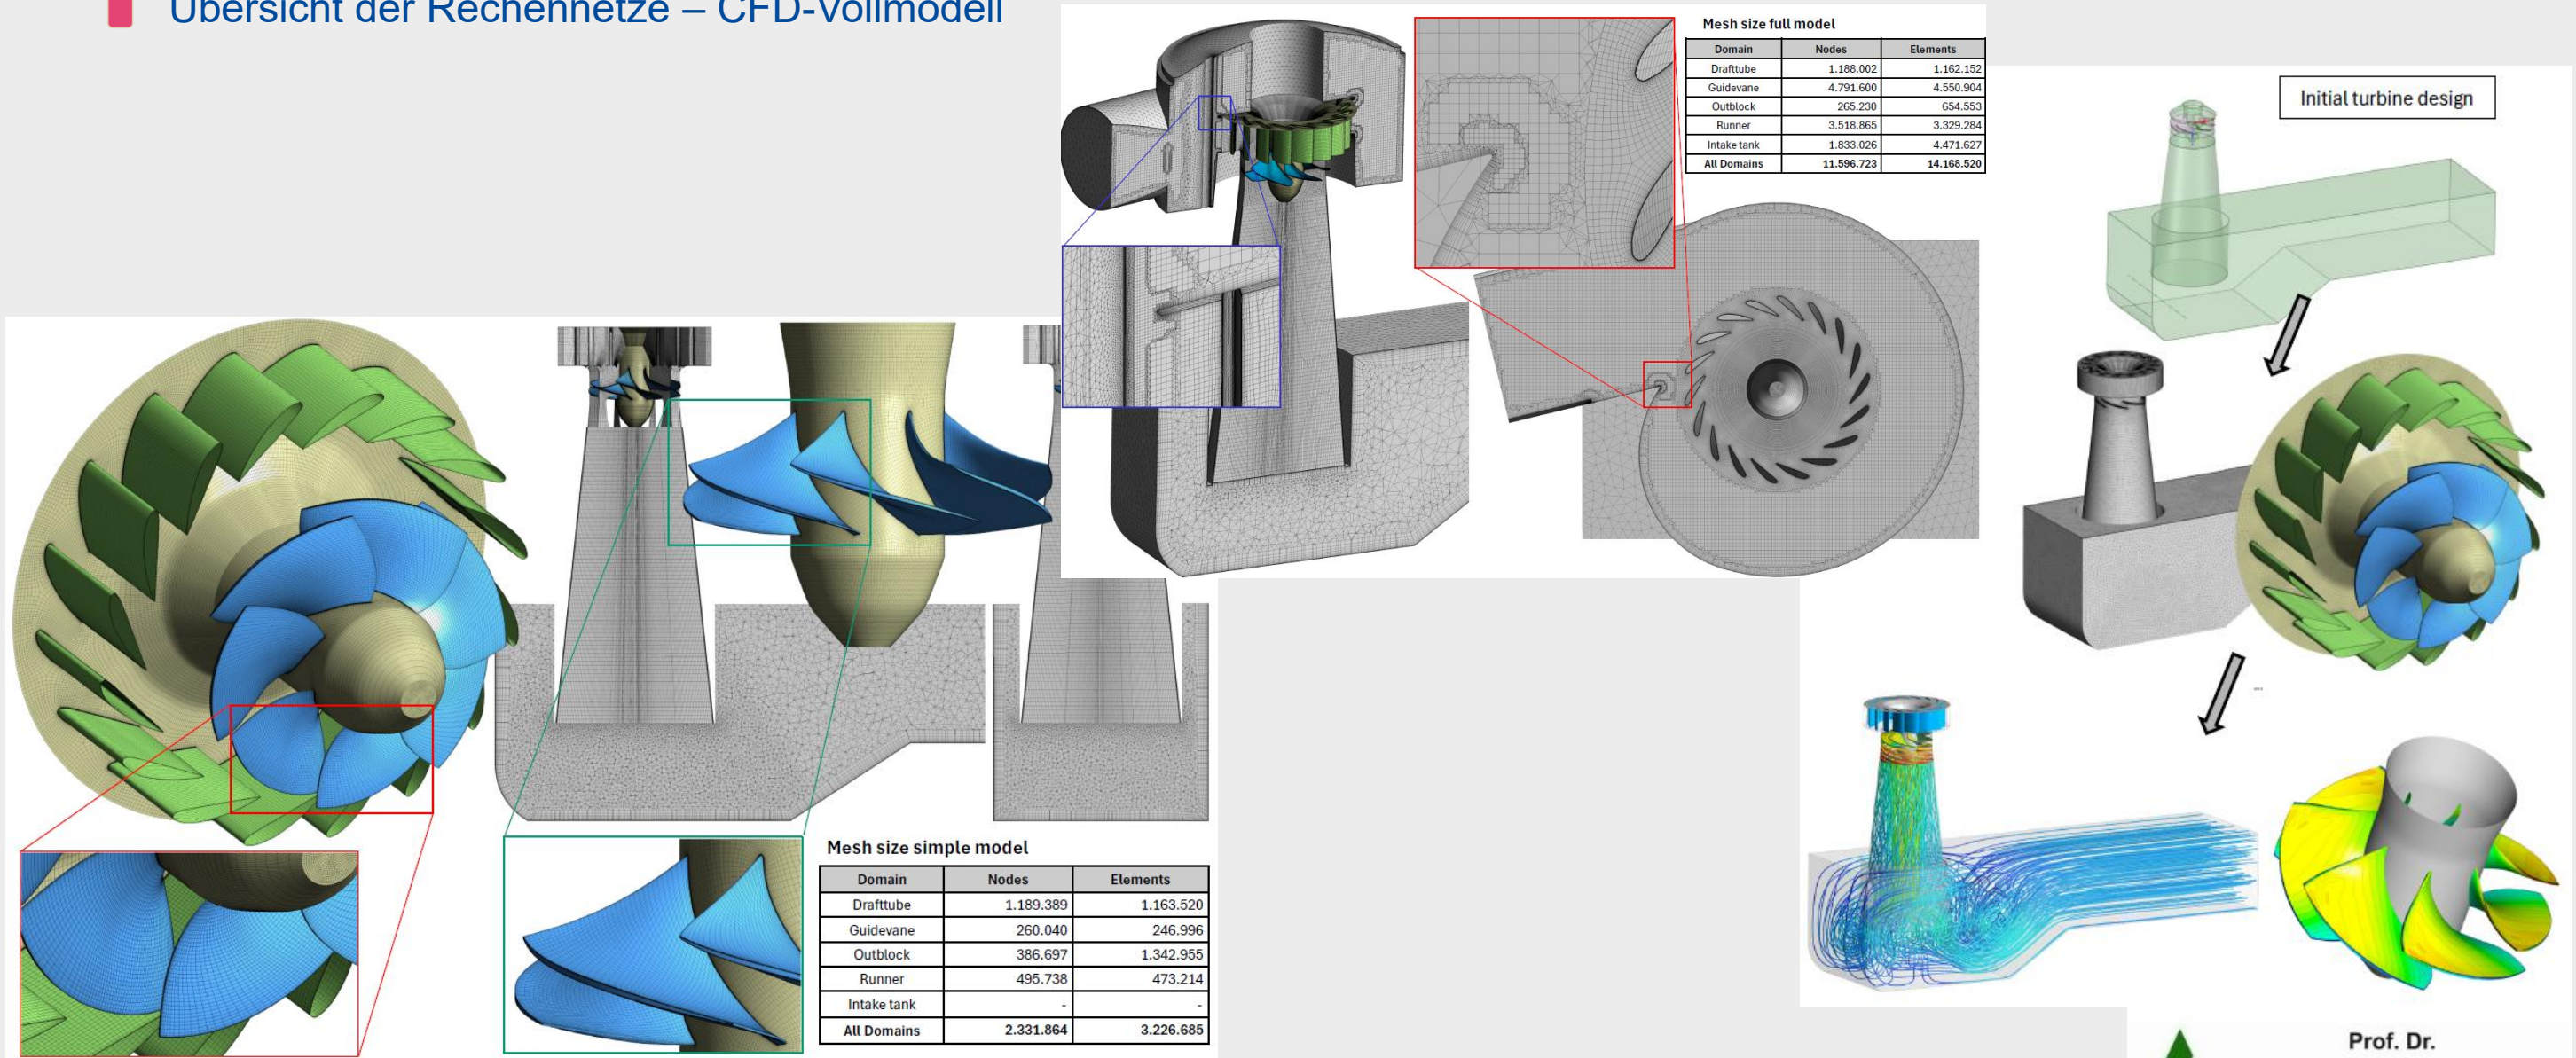 Übersicht der Rechennetze – CFD-Vollmodell
Mesh size full model
Domain Nodes Elements
Drafttube 1.188.002 1.162.152
Guidevane 4.791.600 4.550.904
Outblock 265.230 654.553
Runner 3.518.865 3.329.284
Intake tank 1.833.026 4.471.627
All Domains 11.596.723 14.168.520
Initial turbine design
Mesh size simple model
Domain Nodes Elements
Drafttube 1.189.389 1.163.520
Guidevane 260.040 246.996
Outblock 386.697 1.342.955
Runner 495.738 473.214
Intake tank - -
All Domains 2.331.864 3.226.685
Prof. Dr.